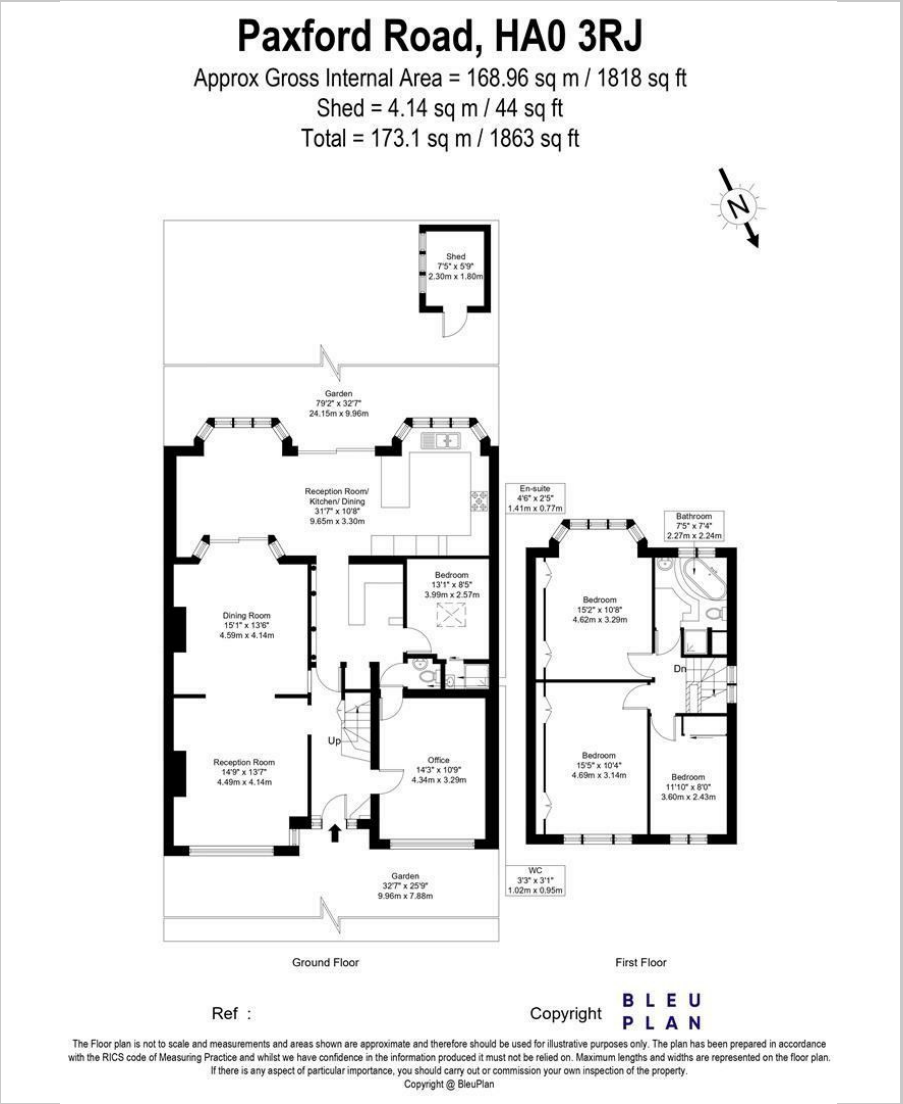 Paxford Road, HA0 3RJ
Approx Gross Internal Area = 168.96 sq m / 1818 sq ft
Shed = 4.14 sq m / 44 sq ft
Total = 173.1 sq m / 1863 sq ft
N
Shed
7'5" x 5'9"
2.30m x 1.80m
Garden
79'2" x 32'7"
24.15m x 9.96m
Reception Room/
Kitchen/ Dining
31'7" x 10'8"
9.65m x 3.30m
En-suite
4'6" x 2'5"
1.41m x 0.77m
Bathroom
7'5" x 7'4"
2.27m x 2.24m
Bedroom
13'1" x 8'5"
3.99m x 2.57m
Bedroom
15'2" x 10'8"
4.62m x 3.29m
Dining Room
15'1" x 13'6"
4.59m x 4.14m
Dn
Up
Reception Room
14'9" x 13'7"
4.49m x 4.14m
Office
14'3" x 10'9"
4.34m x 3.29m
Bedroom
15'5" x 10'4"
4.69m x 3.14m
Bedroom
11'10" x 8'0"
3.60m x 2.43m
Garden
32'7" x 25'9"
9.96m x 7.88m
WC
3'3" x 3'1"
1.02m x 0.95m
Ground Floor
First Floor
Ref :
Copyright
BLEU
PLAN
The Floor plan is not to scale and measurements and areas shown are approximate and therefore should be used for illustrative purposes only. The plan has been prepared in accordance
with the RICS code of Measuring Practice and whilst we have confidence in the information produced it must not be relied on. Maximum lengths and widths are represented on the floor plan.
If there is any aspect of particular importance, you should carry out or commission your own inspection of the property.
Copyright @ BleuPlan